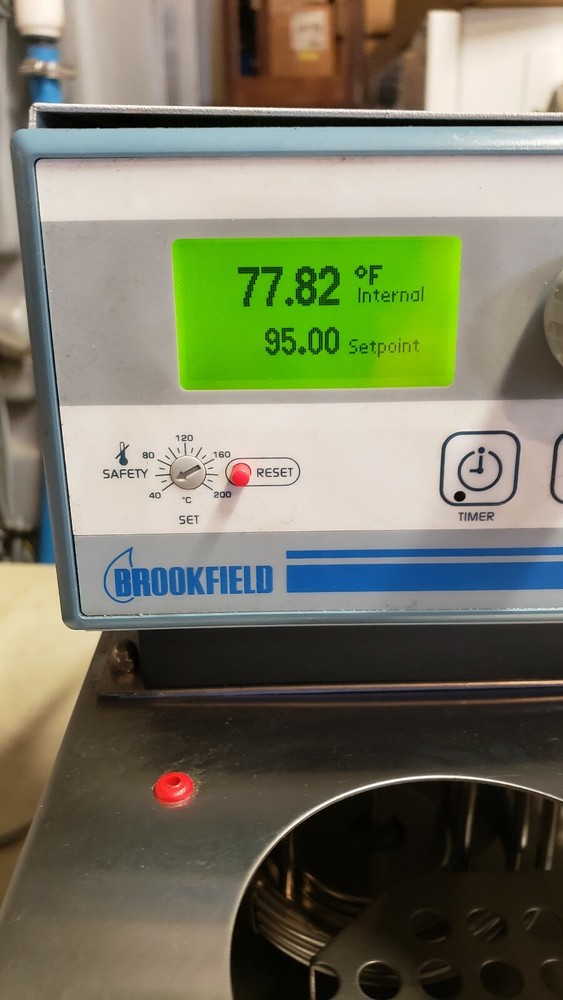 77.82 °F
Internal
95.00 Setpoint
120
80 160
SAFETY RESET
40 °C 200
SET
TIMER
BROOKFIELD